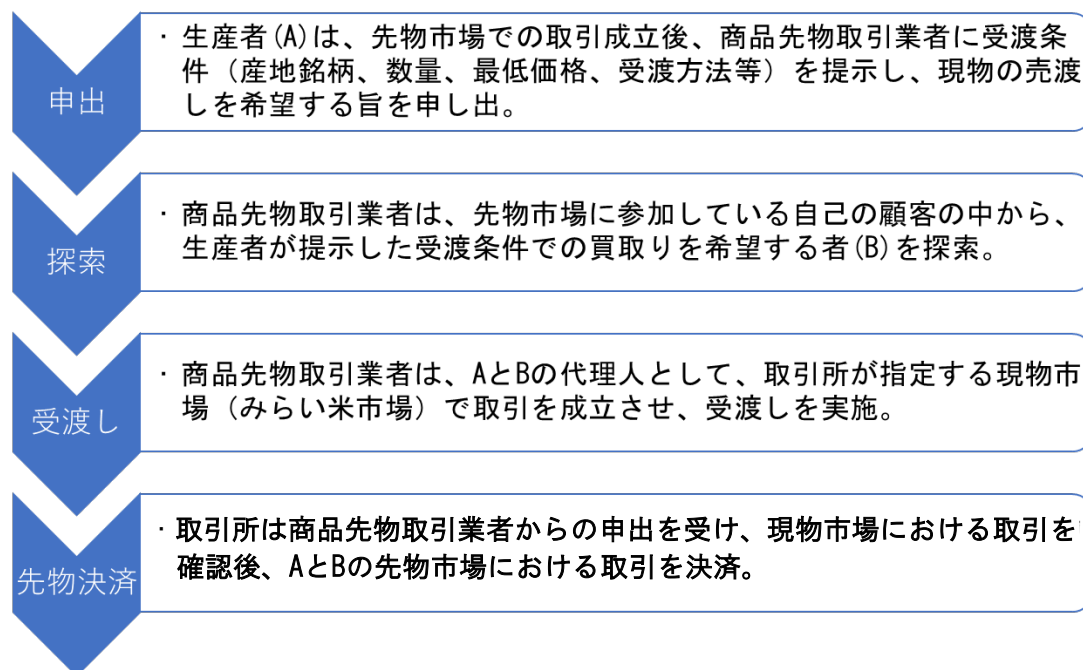 申出
・生産者(A)は、先物市場での取引成立後、商品先物取引業者に受渡条
件（産地銘柄、数量、最低価格、受渡方法等）を提示し、現物の売渡
しを希望する旨を申し出。
探索
・商品先物取引業者は、先物市場に参加している自己の顧客の中から、
生産者が提示した受渡条件での買取りを希望する者(B)を探索。
受渡し
・商品先物取引業者は、AとBの代理人として、取引所が指定する現物市
場（みらい米市場）で取引を成立させ、受渡しを実施。
先物決済
・取引所は商品先物取引業者からの申出を受け、現物市場における取引を
確認後、AとBの先物市場における取引を決済。